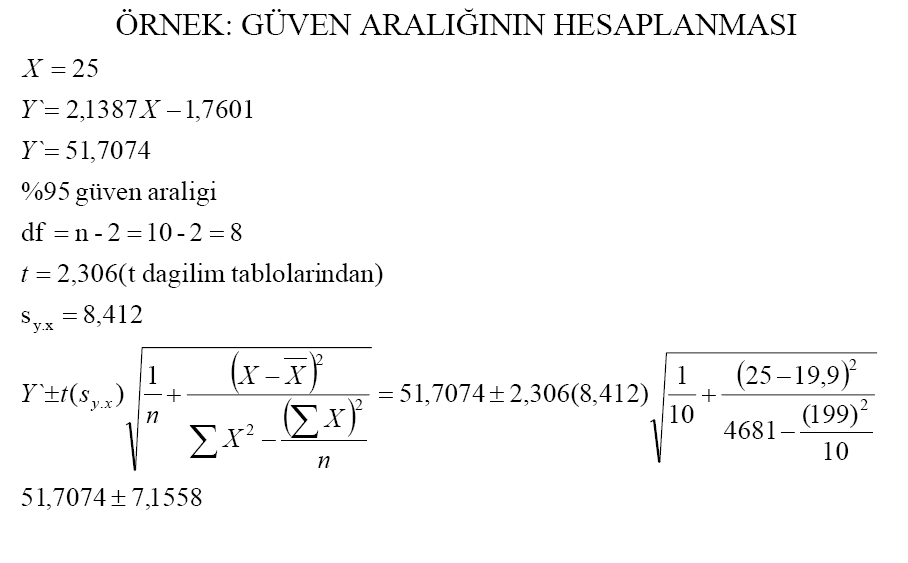 ÖRNEK: GÜVEN ARALIĞININ HESAPLANMASI
X = 25
Y`= 2,1387X − 1,7601
Y`= 51,7074
%95 güven araligi
df = n - 2 = 10 - 2 = 8
t = 2,306(t dagilim tablolarindan)
s_y.x = 8,412
Y`±t(s_y.x) √(1/n + (X − X̄)²/(∑X² − (∑X)²/n)) = 51,7074 ± 2,306(8,412) √(1/10 + (25 − 19,9)²/(4681 − (199)²/10))
51,7074 ± 7,1558